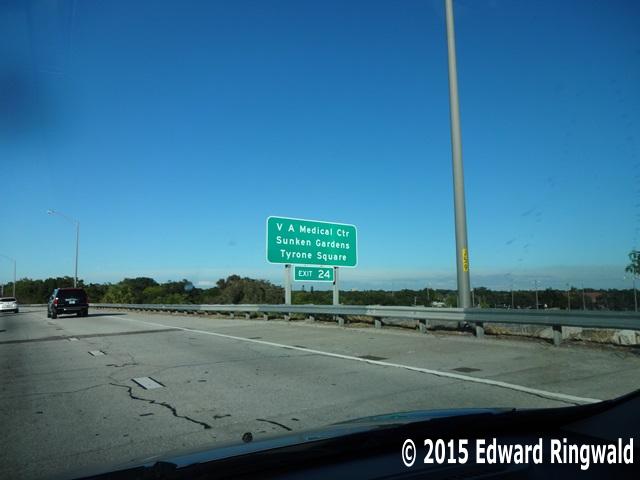 V A Medical Ctr
Sunken Gardens
Tyrone Square
EXIT 24
© 2015 Edward Ringwald